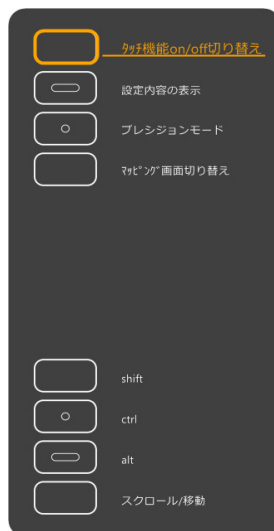 ﾀｯﾁ機能on/off切り替え
設定内容の表示
プレシジョンモード
ﾏｯﾋﾟﾝｸﾞ画面切り替え
shift
ctrl
alt
スクロール/移動